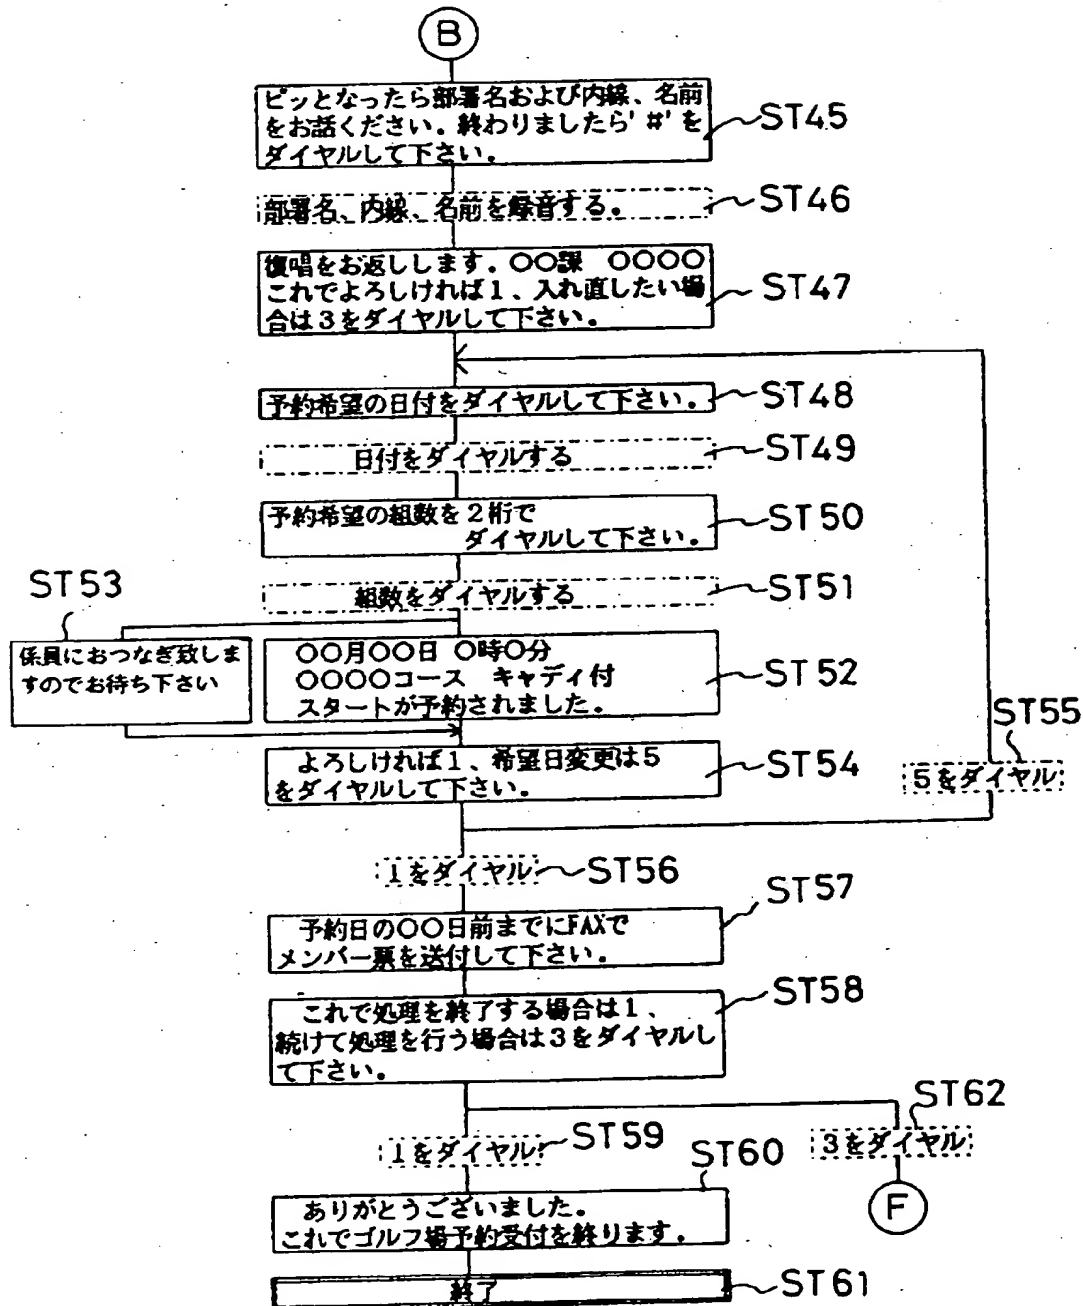 B
ピッとなったら部署名および内線、名前
をお話ください。終わりましたら'#'を
ダイヤルして下さい。
ST45
部署名、内線、名前を録音する。
ST46
復唱をお返しします。〇〇課　〇〇〇〇
これでよろしければ1、入れ直したい場
合は3をダイヤルして下さい。
ST47
予約希望の日付をダイヤルして下さい。
ST48
日付をダイヤルする
ST49
予約希望の組数を2桁で
ダイヤルして下さい。
ST50
組数をダイヤルする
ST51
ST53
係員におつなぎ致しま
すのでお待ち下さい
〇〇月〇〇日 〇時〇分
〇〇〇〇コース　キャディ付
スタートが予約されました。
ST52
よろしければ1、希望日変更は5
をダイヤルして下さい。
ST54
ST55
5をダイヤル
1をダイヤル
ST56
予約日の〇〇日前までにFAXで
メンバー票を送付して下さい。
ST57
これで処理を終了する場合は1、
続けて処理を行う場合は3をダイヤルし
て下さい。
ST58
1をダイヤル
ST59
ST62
3をダイヤル
F
ST60
ありがとうございました。
これでゴルフ場予約受付を終ります。
終了
ST61